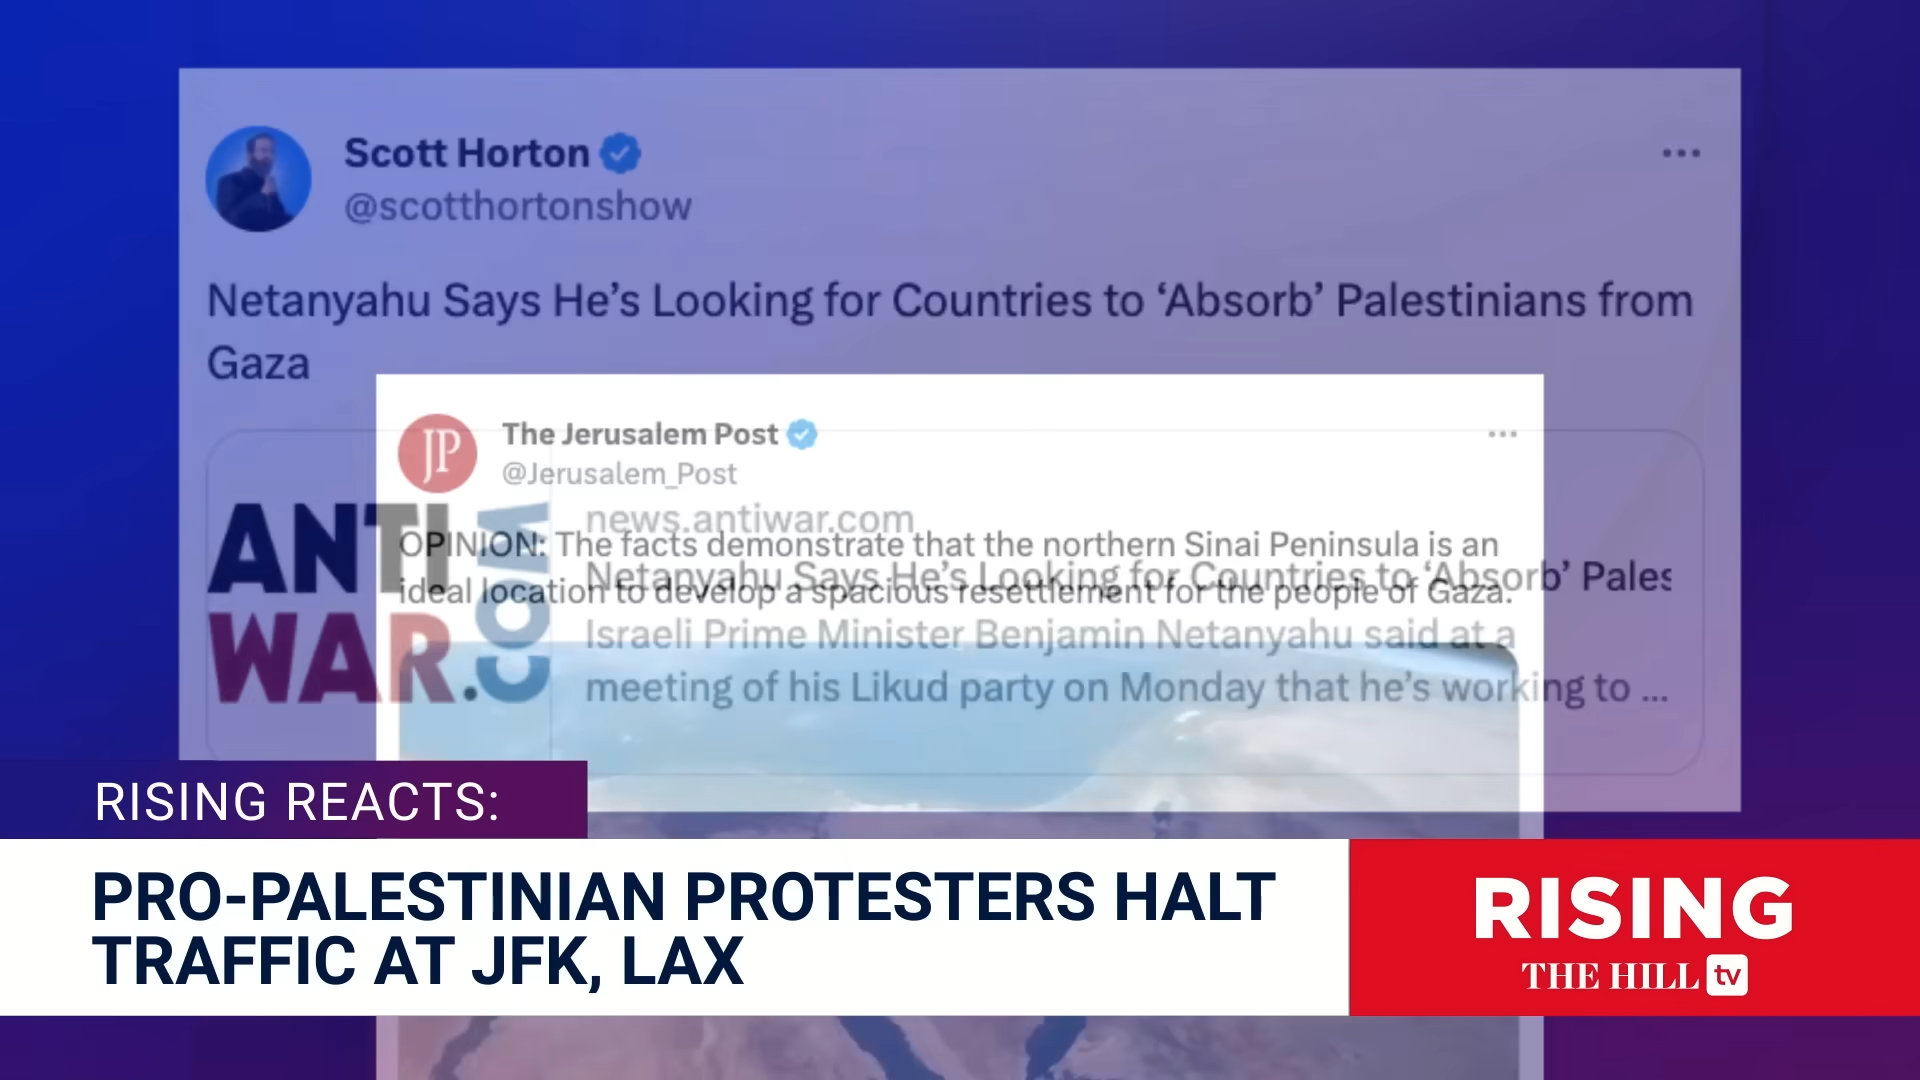 Scott Horton
@scotthortonshow
Netanyahu Says He’s Looking for Countries to ‘Absorb’ Palestinians from
Gaza
JP
The Jerusalem Post
@Jerusalem_Post
OPINION: The facts demonstrate that the northern Sinai Peninsula is an
ideal location to develop a spacious resettlement for the people of Gaza.
ANTI
WAR.
COM
news.antiwar.com
Netanyahu Says He’s Looking for Countries to ‘Absorb’ Pales
Israeli Prime Minister Benjamin Netanyahu said at a
meeting of his Likud party on Monday that he’s working to ...
RISING REACTS:
PRO-PALESTINIAN PROTESTERS HALT
TRAFFIC AT JFK, LAX
RISING
THE HILL tv